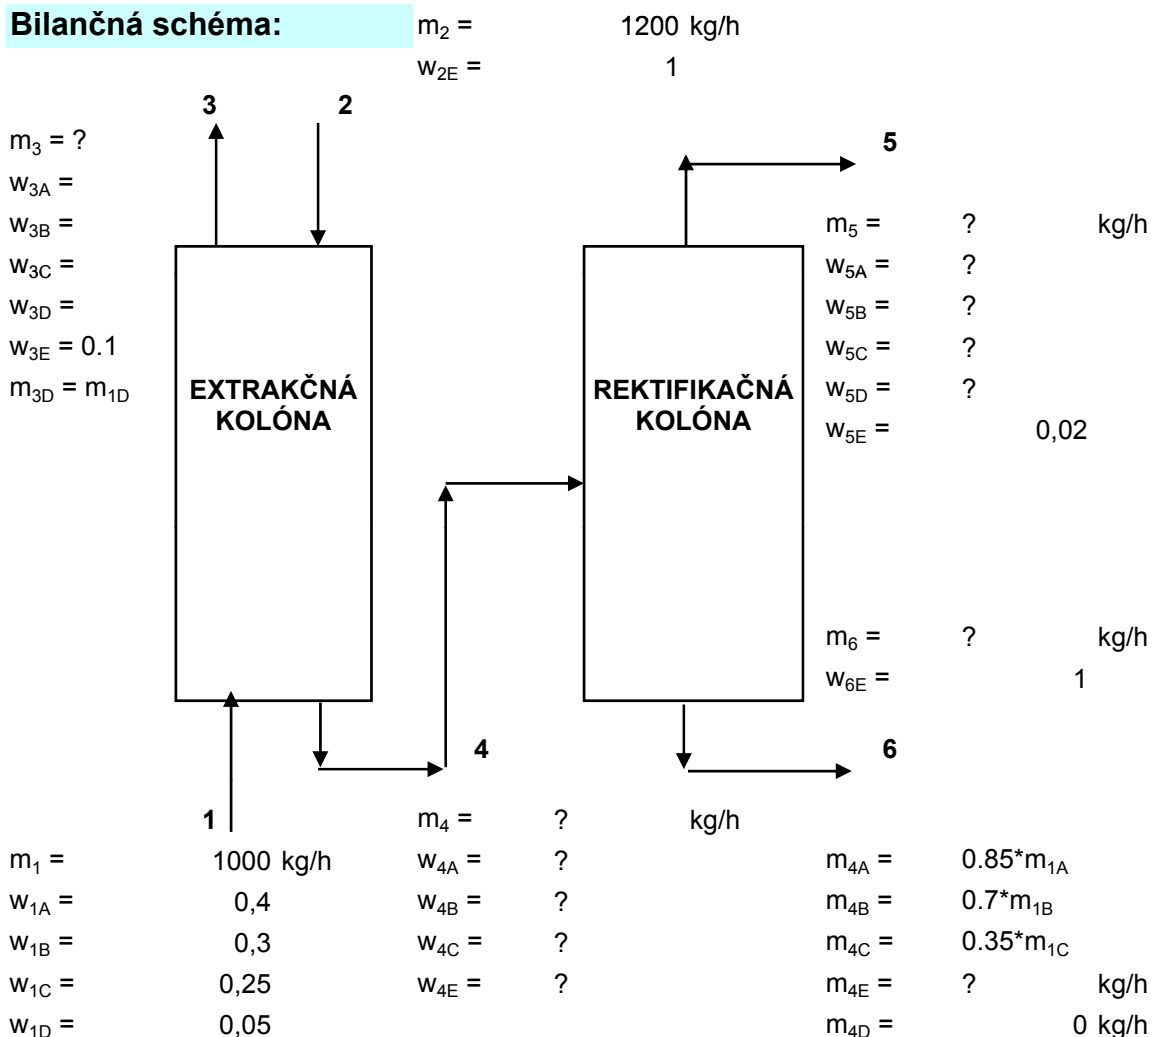 Bilančná schéma:
m₂ = 1200 kg/h
w₂E = 1
3 2
m₃ = ?
w₃A =
w₃B =
w₃C =
w₃D =
w₃E = 0.1
m₃D = m₁D
EXTRAKČNÁ
KOLÓNA
REKTIFIKAČNÁ
KOLÓNA
5
m₅ = ? kg/h
w₅A = ?
w₅B = ?
w₅C = ?
w₅D = ?
w₅E = 0,02
m₆ = ? kg/h
w₆E = 1
4
6
1
m₁ = 1000 kg/h
w₁A = 0,4
w₁B = 0,3
w₁C = 0,25
w₁D = 0,05
m₄ = ? kg/h
w₄A = ?
w₄B = ?
w₄C = ?
w₄E = ?
m₄A = 0.85*m₁A
m₄B = 0.7*m₁B
m₄C = 0.35*m₁C
m₄E = ? kg/h
m₄D = 0 kg/h